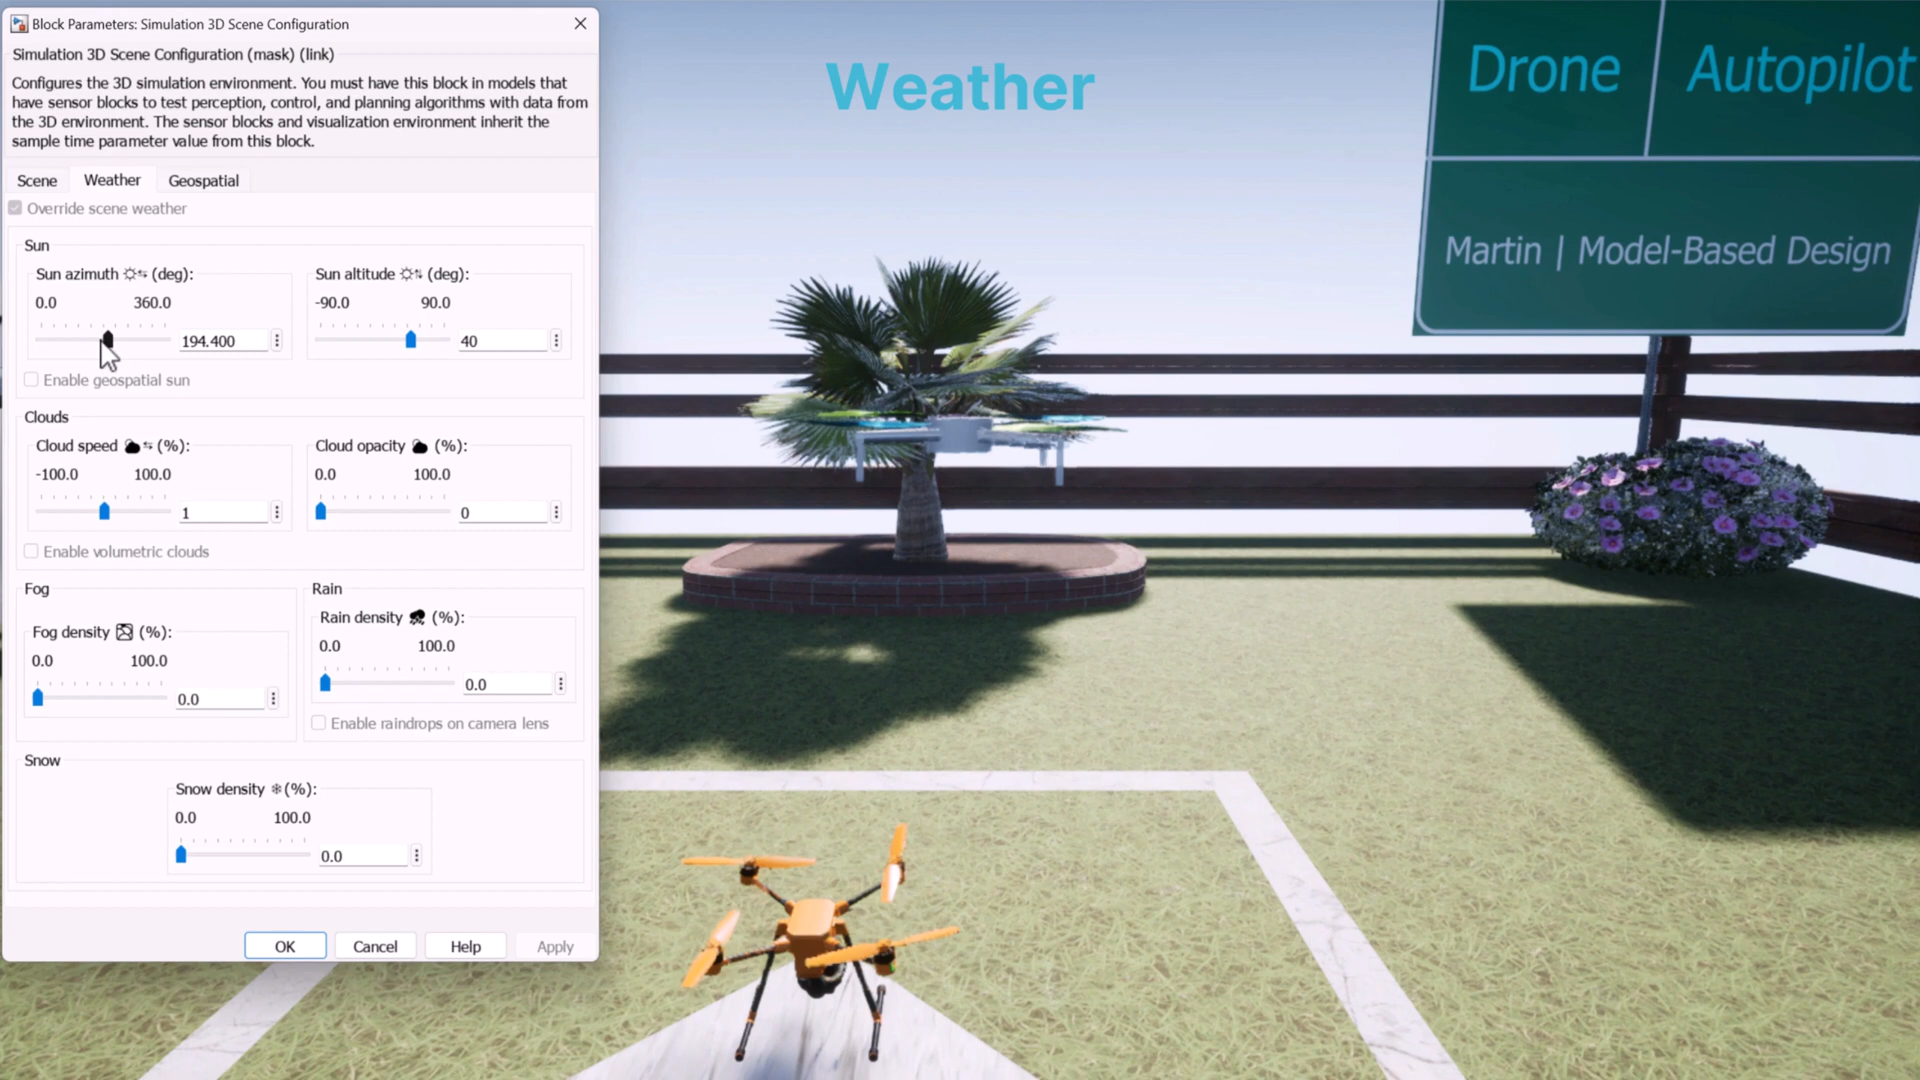 Block Parameters: Simulation 3D Scene Configuration
Simulation 3D Scene Configuration (mask) (link)
Configures the 3D simulation environment. You must have this block in models that
have sensor blocks to test perception, control, and planning algorithms with data from
the 3D environment. The sensor blocks and visualization environment inherit the
sample time parameter value from this block.
Scene Weather Geospatial
Override scene weather
Sun
Sun azimuth (deg): Sun altitude (deg):
0.0 360.0 -90.0 90.0
194.400 40
Enable geospatial sun
Clouds
Cloud speed (%): Cloud opacity (%):
-100.0 100.0 0.0 100.0
1 0
Enable volumetric clouds
Fog Rain
Fog density (%): Rain density (%):
0.0 100.0 0.0 100.0
0.0 0.0
Enable raindrops on camera lens
Snow
Snow density (%):
0.0 100.0
0.0
OK Cancel Help Apply
Weather
Drone Autopilot
Martin | Model-Based Design